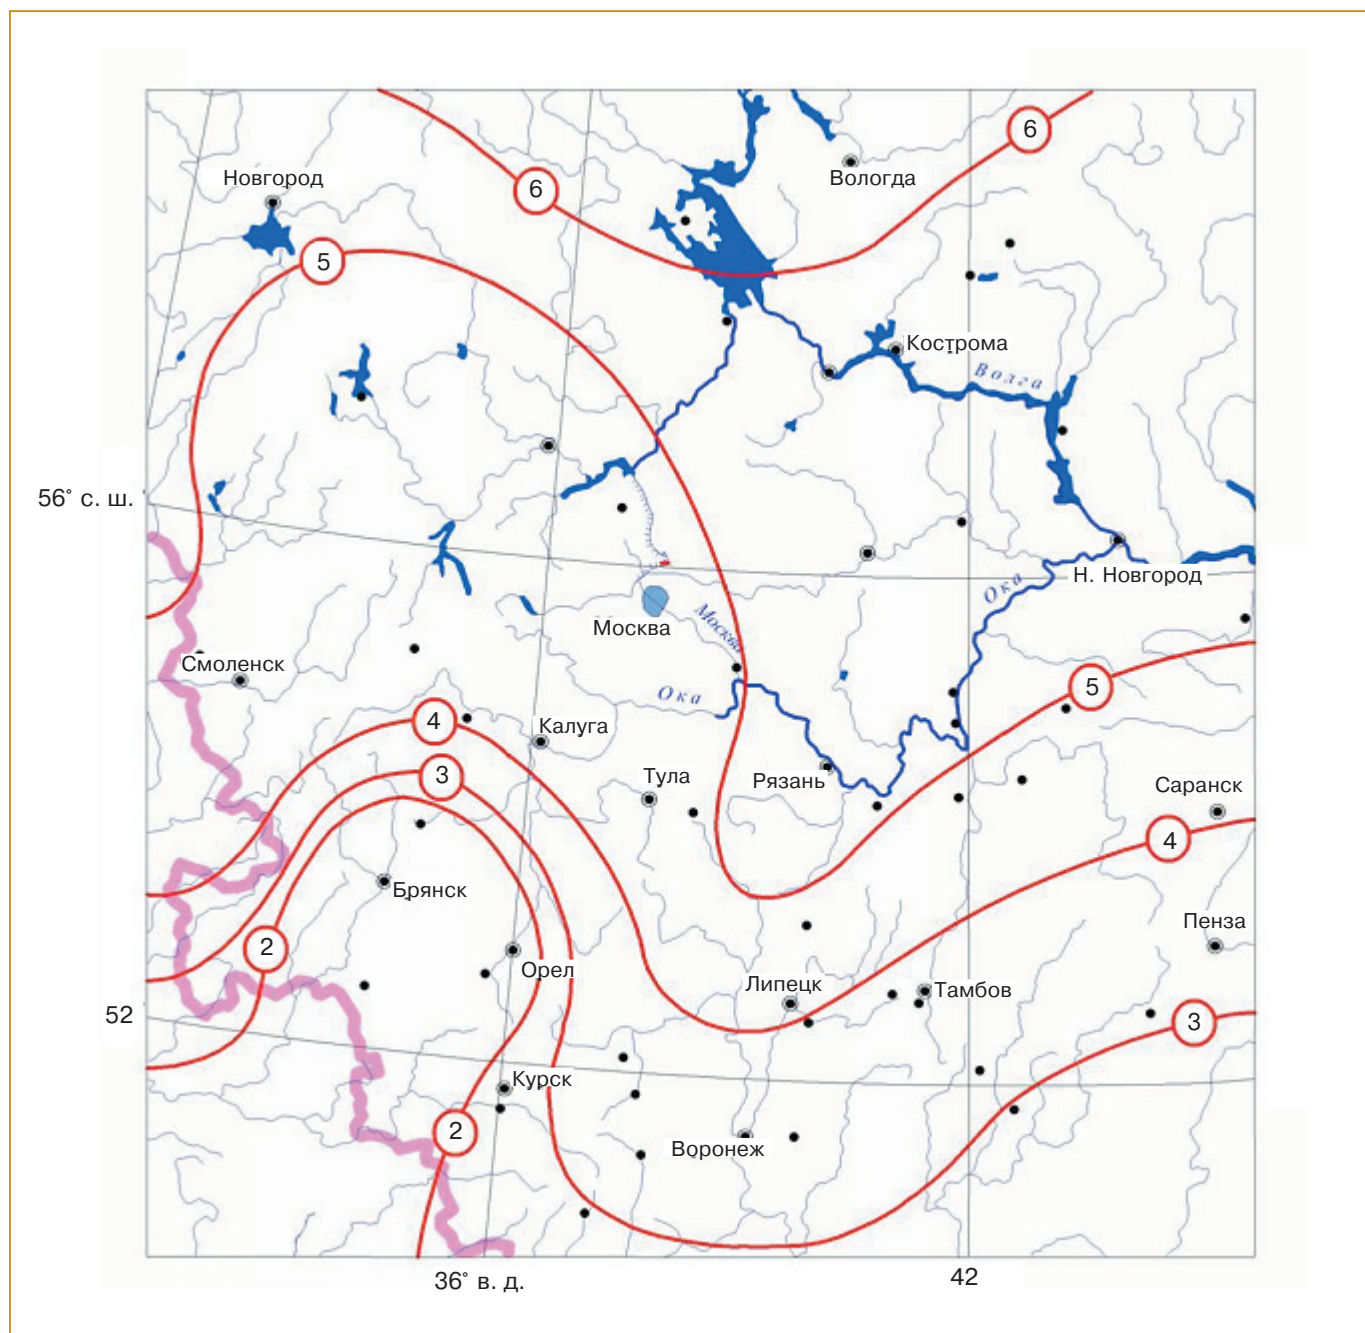 6
Вологда
Новгород
6
5
Кострома
Волга
56° с. ш.
Ока
Н. Новгород
Москва
Москва
Смоленск
5
Ока
4
Калуга
3
Тула
Рязань
Саранск
4
Брянск
Пенза
2
Орел
Липецк
Тамбов
52
3
Курск
2
Воронеж
36° в. д.
42